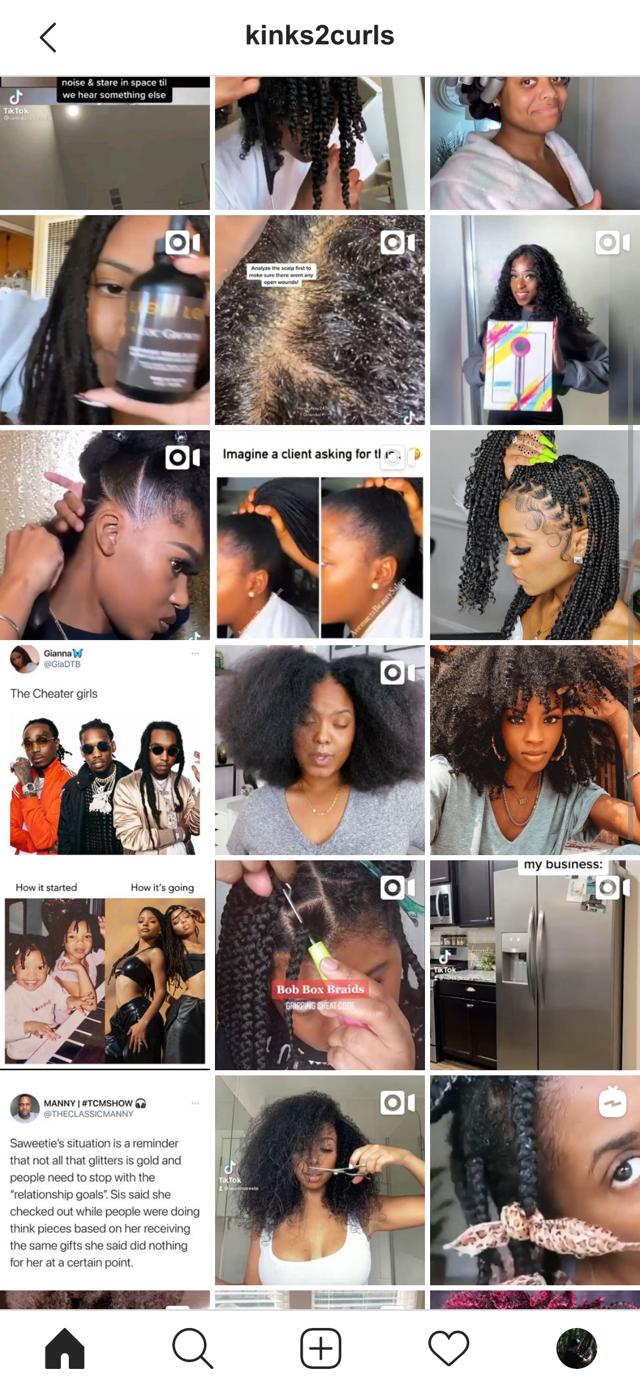 kinks2curls
noise & stare in space til
we hear something else
TikTok
Analyze the scalp first to
make sure there arent any
open wounds!
Imagine a client asking for
Gianna🦋
@GiaDTB
The Cheater girls
How it started
How it's going
Bob Box Braids
GRIPPING CHEAT CODE
my business:
TikTok
MANNY | #TCMSHOW 🎧
@THECLASSICMANNY
Saweetie's situation is a reminder
that not all that glitters is gold and
people need to stop with the
"relationship goals". Sis said she
checked out while people were doing
think pieces based on her receiving
the same gifts she said did nothing
for her at a certain point.
TikTok